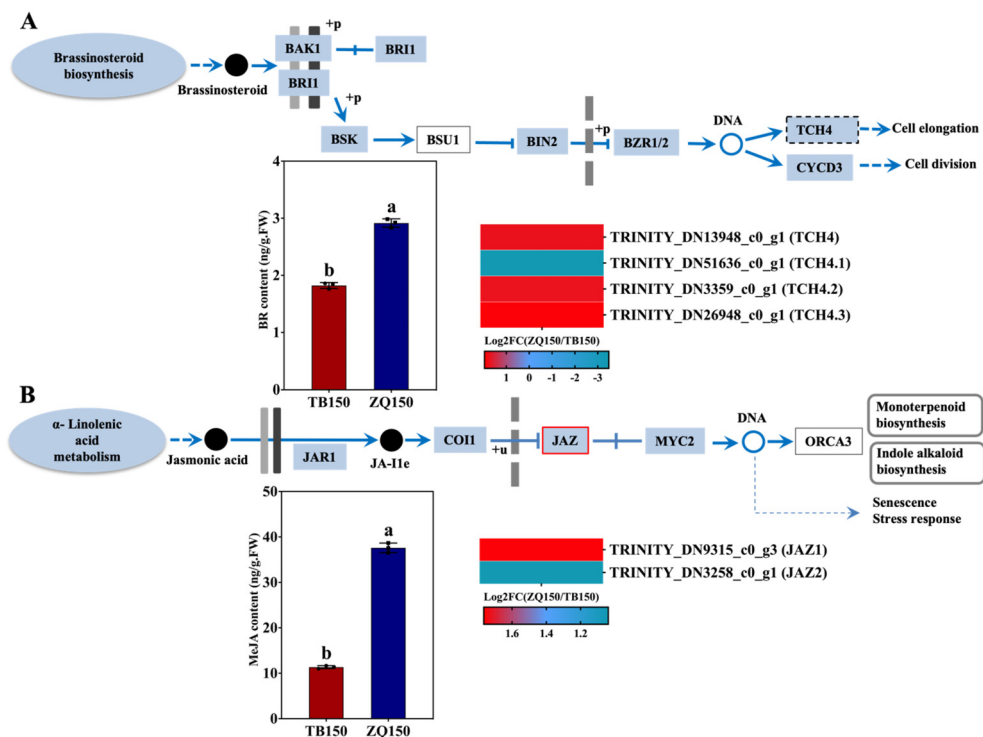 A
Brassinosteroid
biosynthesis
Brassinosteroid
+p
BAK1
BRI1
BRI1
+p
BSK
BSU1
BIN2
+p
BZR1/2
DNA
TCH4
Cell elongation
CYCD3
Cell division
BR content (ng/g.FW)
4
3
2
1
0
b
a
TB150
ZQ150
TRINITY_DN13948_c0_g1 (TCH4)
TRINITY_DN51636_c0_g1 (TCH4.1)
TRINITY_DN3359_c0_g1 (TCH4.2)
TRINITY_DN26948_c0_g1 (TCH4.3)
Log2FC(ZQ150/TB150)
1 0 -1 -2 -3
B
α- Linolenic
acid
metabolism
Jasmonic acid
JAR1
JA-I1e
COI1
+u
JAZ
MYC2
DNA
ORCA3
Monoterpenoid
biosynthesis
Indole alkaloid
biosynthesis
Senescence
Stress response
MeJA content (ng/g.FW)
50
40
30
20
10
0
b
a
TB150
ZQ150
TRINITY_DN9315_c0_g3 (JAZ1)
TRINITY_DN3258_c0_g1 (JAZ2)
Log2FC(ZQ150/TB150)
1.6 1.4 1.2